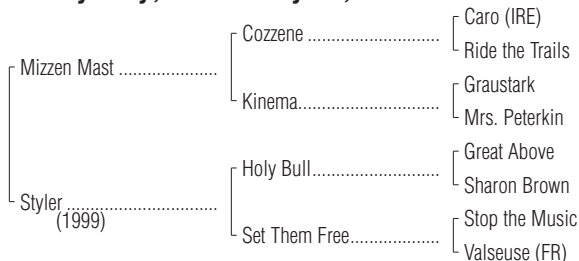 Caro (IRE)
Cozzene
Ride the Trails
Mizzen Mast
Graustark
Kinema
Mrs. Peterkin
Great Above
Holy Bull
Sharon Brown
Styler
(1999)
Stop the Music
Set Them Free
Valseuse (FR)